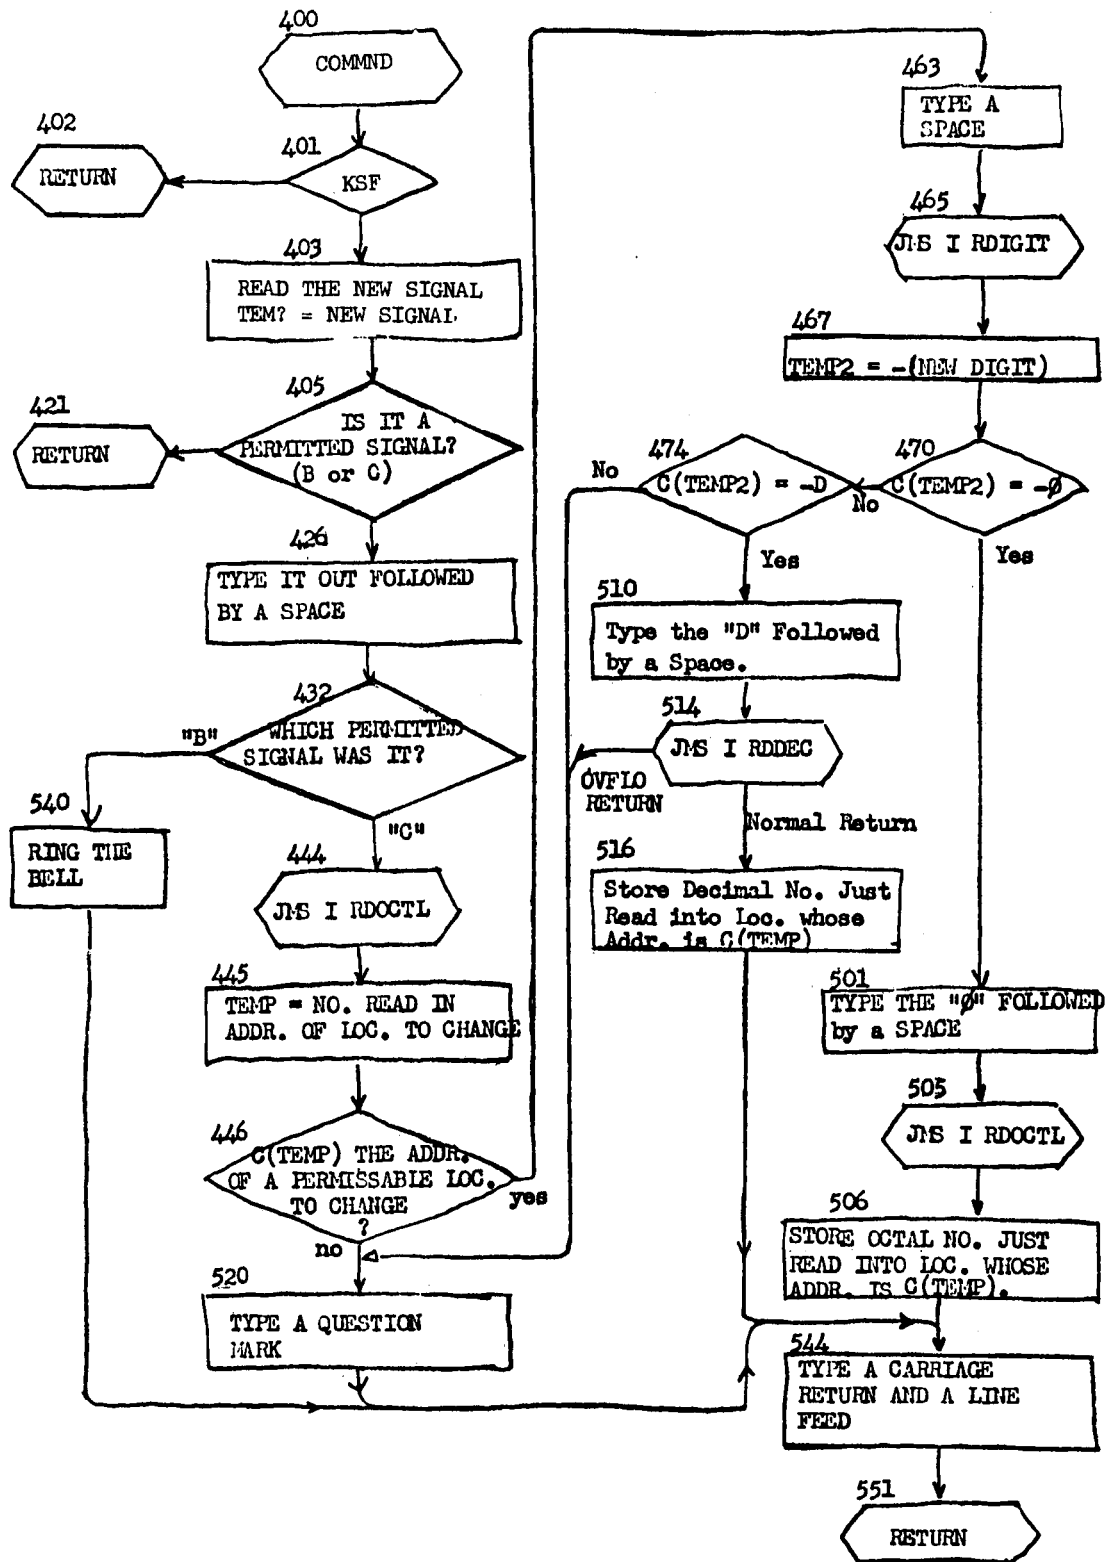 400
COMMND
402
RETURN
401
KSF
403
READ THE NEW SIGNAL
TEM? = NEW SIGNAL
405
IS IT A
PERMITTED SIGNAL?
(B or C)
421
RETURN
426
TYPE IT OUT FOLLOWED
BY A SPACE
432
WHICH PERMITTED
SIGNAL WAS IT?
"B"
"C"
540
RING THE
BELL
444
JMS I RDOCTL
445
TEMP = NO. READ IN
ADDR. OF LOC. TO CHANGE
446
C(TEMP) THE ADDR.
OF A PERMISSABLE LOC.
TO CHANGE
?
yes
no
520
TYPE A QUESTION
MARK
463
TYPE A
SPACE
465
JMS I RDIGIT
467
TEMP2 = -(NEW DIGIT)
470
C(TEMP2) = -Ø
No
Yes
474
C(TEMP2) = -D
No
Yes
510
Type the "D" Followed
by a Space.
514
JMS I RDDEC
OVFLO
RETURN
Normal Return
516
Store Decimal No. Just
Read into Loc. whose
Addr. is C(TEMP)
501
TYPE THE "Ø" FOLLOWED
by a SPACE
505
JMS I RDOCTL
506
STORE OCTAL NO. JUST
READ INTO LOC. WHOSE
ADDR. IS C(TEMP).
544
TYPE A CARRIAGE
RETURN AND A LINE
FEED
551
RETURN